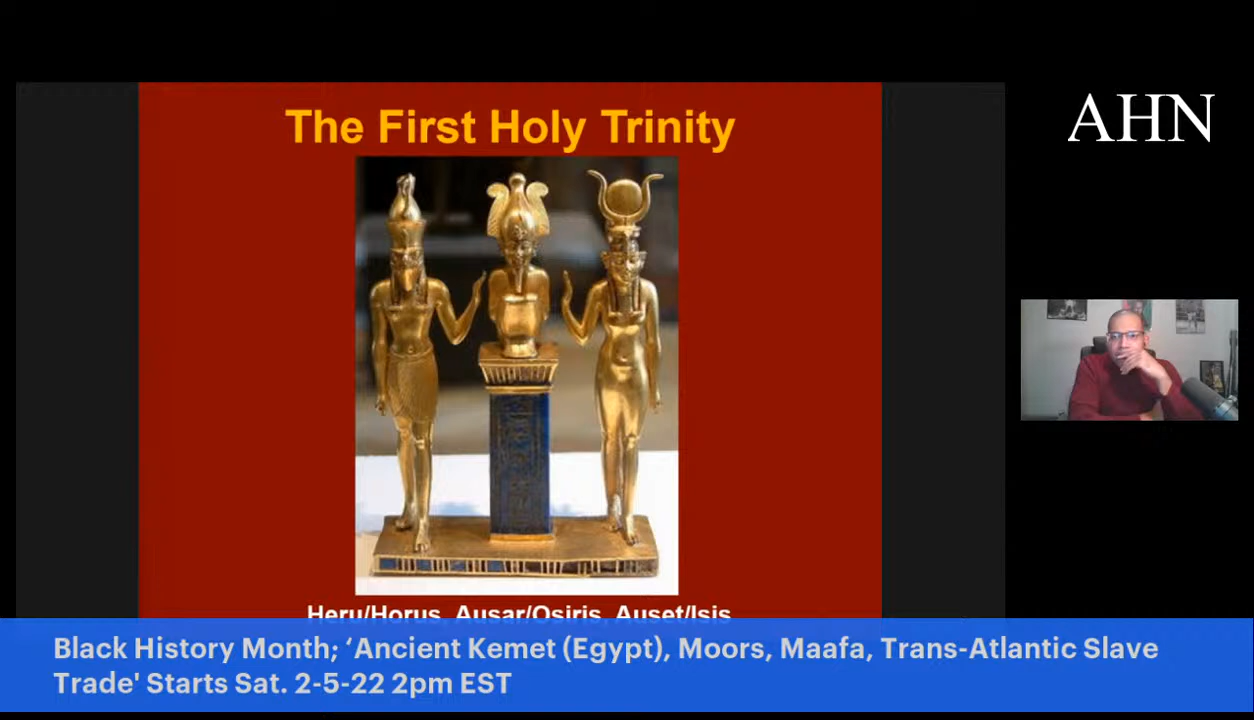 The First Holy Trinity
AHN
Heru/Horus, Ausar/Osiris, Auset/Isis
Black History Month; ‘Ancient Kemet (Egypt), Moors, Maafa, Trans-Atlantic Slave
Trade' Starts Sat. 2-5-22 2pm EST